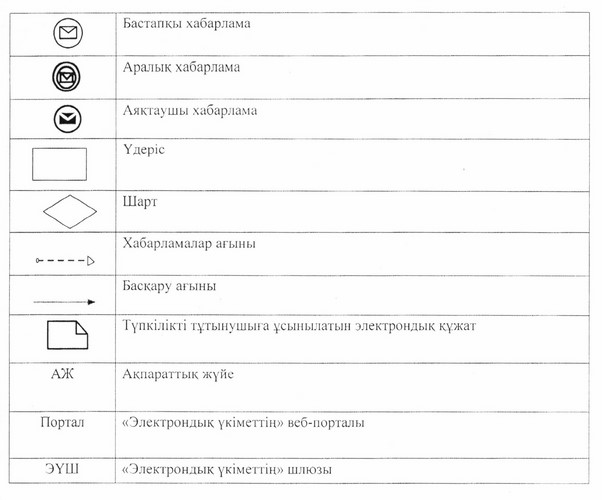 Бастапқы хабарлама
Аралық хабарлама
Аяқтаушы хабарлама
Үдеріс
Шарт
Хабарламалар ағыны
Басқару ағыны
Түпкілікті тұтынушыға ұсынылатын электрондық құжат
АЖ Ақпараттық жүйе
Портал «Электрондық үкіметтің» веб-порталы
ЭҮШ «Электрондық үкіметтің» шлюзы